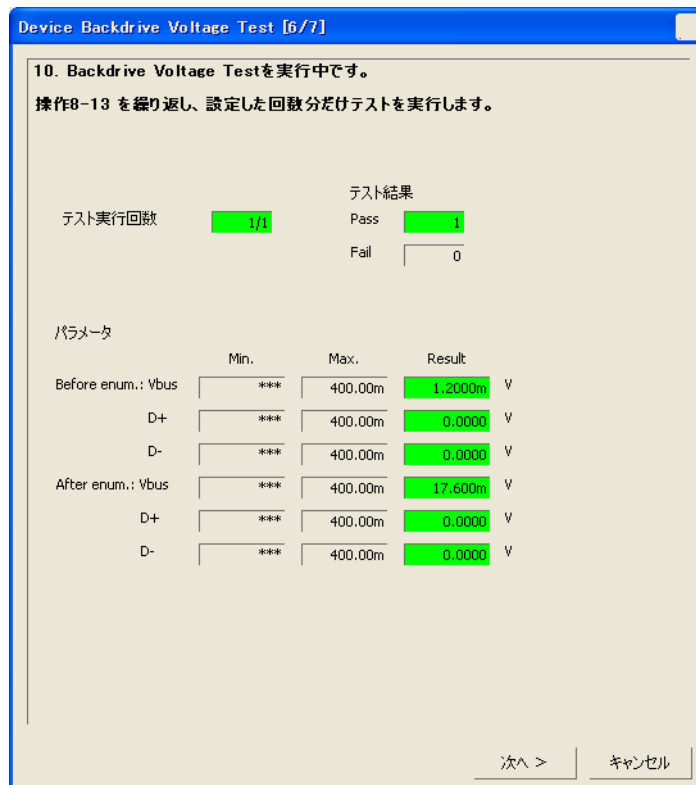 Device Backdrive Voltage Test [6/7]
10. Backdrive Voltage Testを実行中です。
操作8-13 を繰り返し、設定した回数分だけテストを実行します。
テスト結果
テスト実行回数 1/1 Pass 1
Fail 0
パラメータ
Min. Max. Result
Before enum.: Vbus *** 400.00m 1.2000m V
D+ *** 400.00m 0.0000 V
D- *** 400.00m 0.0000 V
After enum.: Vbus *** 400.00m 17.600m V
D+ *** 400.00m 0.0000 V
D- *** 400.00m 0.0000 V
次へ > キャンセル